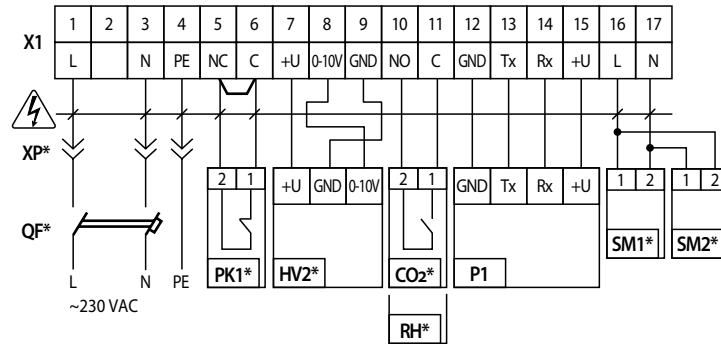 1 2 3 4 5 6 7 8 9 10 11 12 13 14 15 16 17
X1
L N PE NC C +U 0-10V GND NO C GND Tx Rx +U L N
XP*
2 1 +U GND 0-10V 2 1 GND Tx Rx +U 1 2 1 2
QF*
SM1* SM2*
PK1* HV2* CO2* P1
L N PE
~230 VAC
RH*